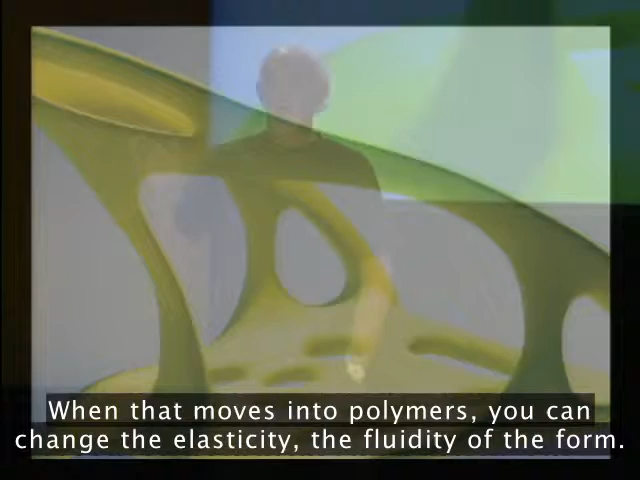 When that moves into polymers, you can
change the elasticity, the fluidity of the form.